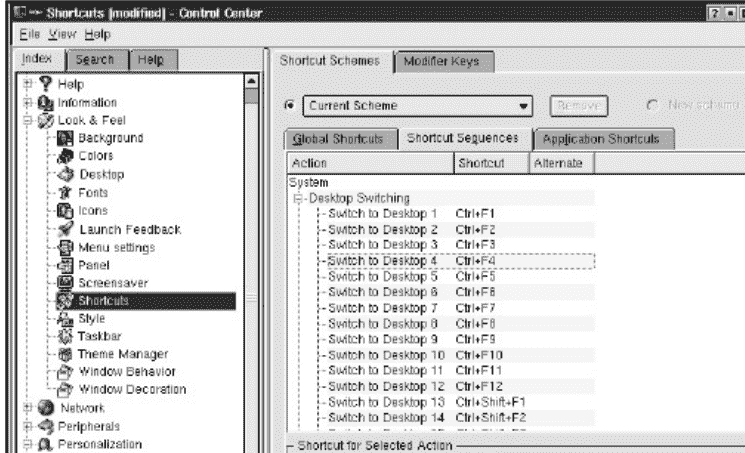 Shortcuts [modified] - Control Center
File View Help
Index Search Help
Help
Information
Look & Feel
Background
Colors
Desktop
Fonts
Icons
Launch Feedback
Menu settings
Panel
Screensaver
Shortcuts
Style
Taskbar
Theme Manager
Window Behavior
Window Decoration
Network
Peripherals
Personalization
Shortcut Schemes Modifier Keys
Current Scheme Remove New scheme
Global Shortcuts Shortcut Sequences Application Shortcuts
Action Shortcut Alternate
System
Desktop Switching
Switch to Desktop 1 Ctrl+F1
Switch to Desktop 2 Ctrl+F2
Switch to Desktop 3 Ctrl+F3
Switch to Desktop 4 Ctrl+F4
Switch to Desktop 5 Ctrl+F5
Switch to Desktop 6 Ctrl+F6
Switch to Desktop 7 Ctrl+F7
Switch to Desktop 8 Ctrl+F8
Switch to Desktop 9 Ctrl+F9
Switch to Desktop 10 Ctrl+F10
Switch to Desktop 11 Ctrl+F11
Switch to Desktop 12 Ctrl+F12
Switch to Desktop 13 Ctrl+Shift+F1
Switch to Desktop 14 Ctrl+Shift+F2
Shortcut for Selected Action